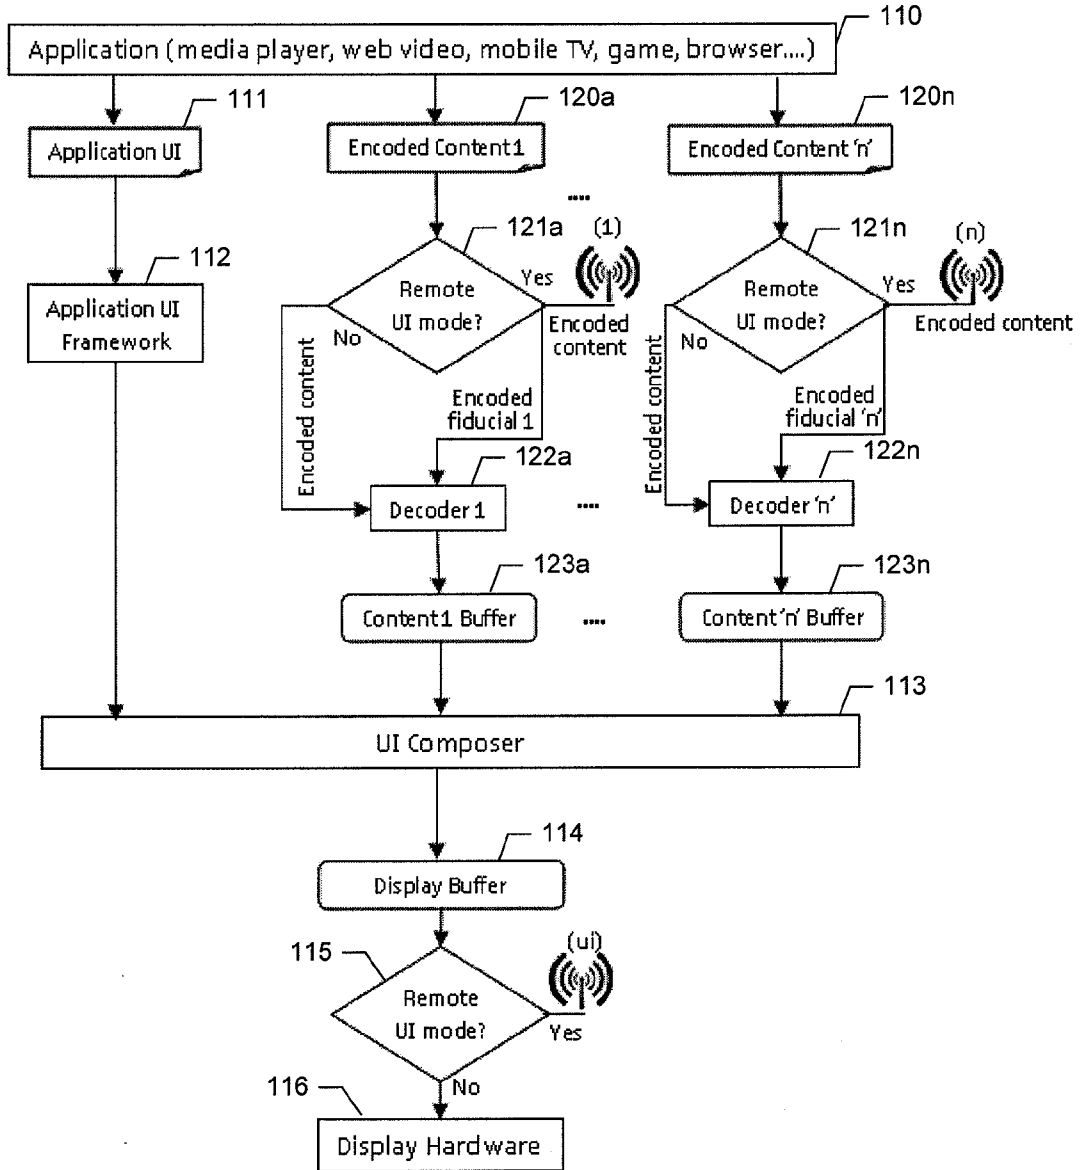 110
Application (media player, web video, mobile TV, game, browser....)
111
120a
120n
Application UI
Encoded Content 1
Encoded Content ‘n’
....
112
121a
(1)
121n
(n)
Application UI
Framework
Remote
UI mode?
Yes
No
Encoded
content
Remote
UI mode?
Yes
No
Encoded content
Encoded content
Encoded
fiducial 1
Encoded content
Encoded
fiducial ‘n’
122a
122n
Decoder 1
....
Decoder ‘n’
123a
123n
Content 1 Buffer
....
Content ‘n’ Buffer
113
UI Composer
114
Display Buffer
115
(ui)
Remote
UI mode?
Yes
No
116
Display Hardware